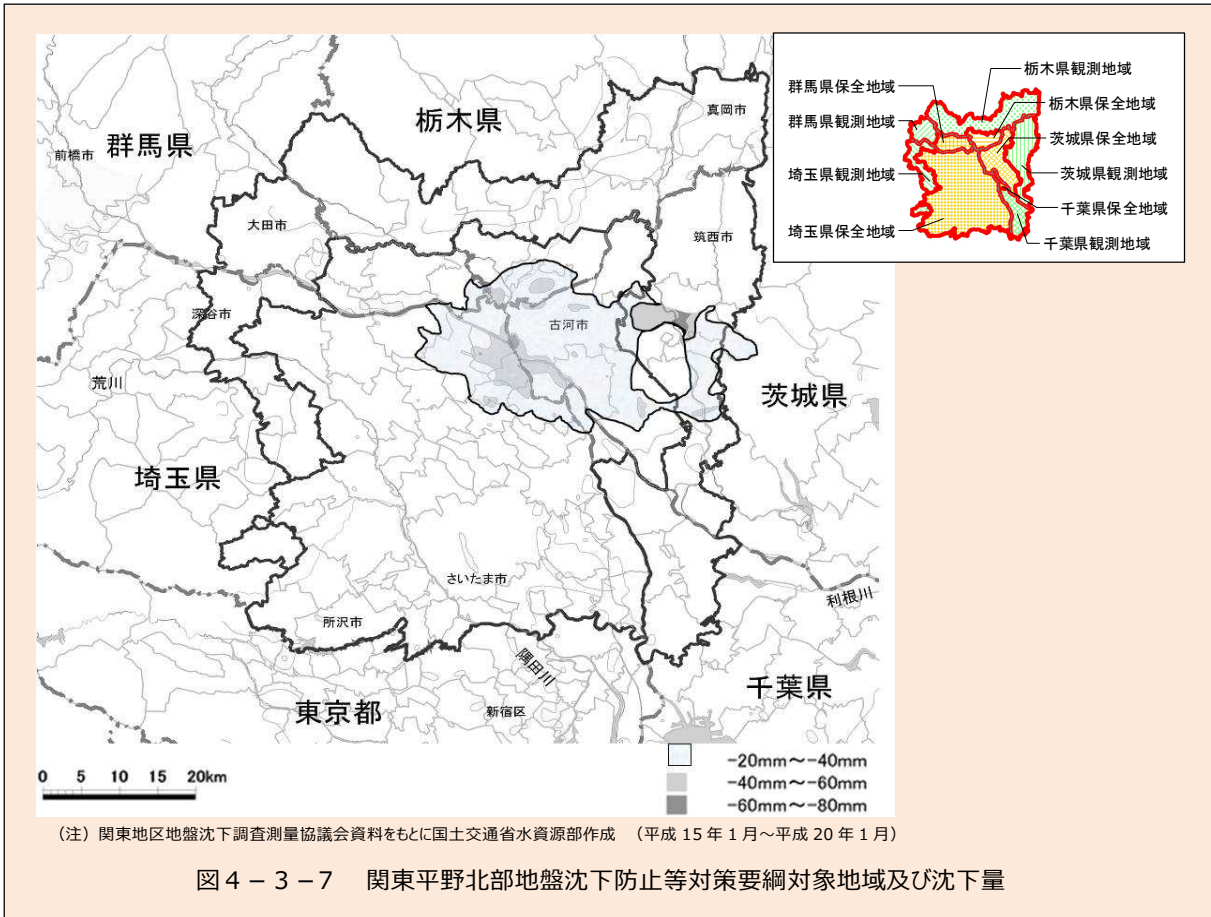 栃木県
真岡市
群馬県
前橋市
大田市
筑西市
深谷市
古河市
荒川
茨城県
埼玉県
さいたま市
所沢市
利根川
隅田川
千葉県
東京都
新宿区
栃木県観測地域
群馬県保全地域
栃木県保全地域
群馬県観測地域
茨城県保全地域
埼玉県観測地域
茨城県観測地域
千葉県保全地域
埼玉県保全地域
千葉県観測地域
0 5 10 15 20km
-20mm～-40mm
-40mm～-60mm
-60mm～-80mm
（注）関東地区地盤沈下調査測量協議会資料をもとに国土交通省水資源部作成 （平成 15 年 1 月～平成 20 年 1 月）
図４－３－７ 関東平野北部地盤沈下防止等対策要綱対象地域及び沈下量